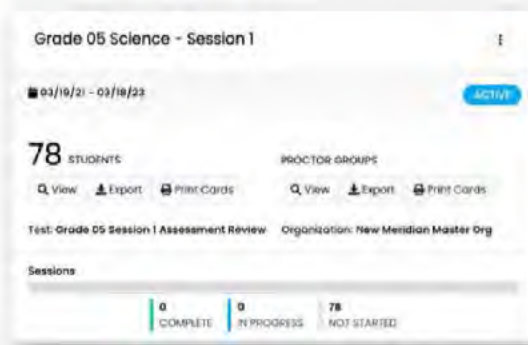 Grade 05 Science - Session 1
03/19/21 - 03/18/23
ACTIVE
78 STUDENTS
PROCTOR GROUPS
View Export Print Cards
View Export Print Cards
Test: Grade 05 Session 1 Assessment Review
Organization: New Meridian Master Org
Sessions
0
COMPLETE
0
IN PROGRESS
78
NOT STARTED